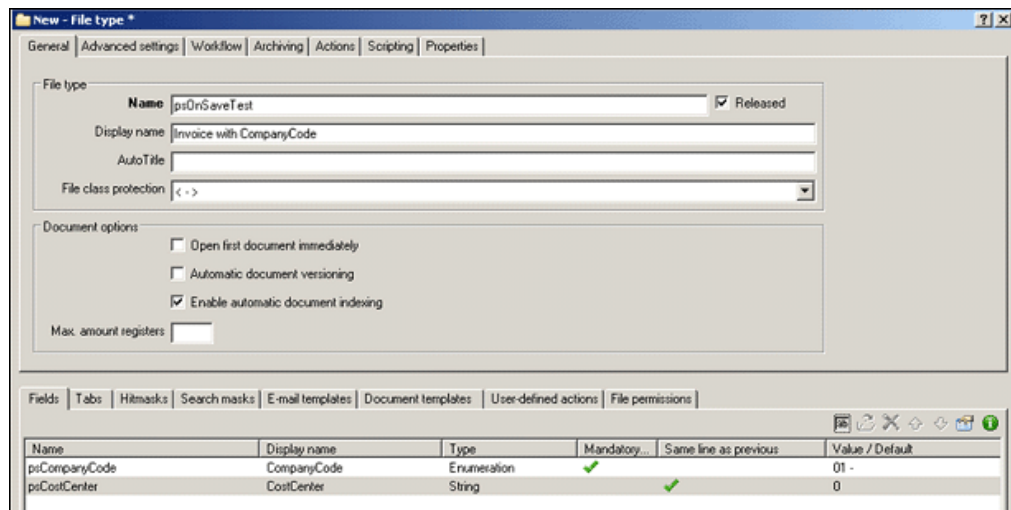 New - File type *
General Advanced settings Workflow Archiving Actions Scripting Properties
File type
Name psOnSaveTest Released
Display name Invoice with CompanyCode
AutoTitle
File class protection < - >
Document options
Open first document immediately
Automatic document versioning
Enable automatic document indexing
Max. amount registers
Fields Tabs Hitmasks Search masks E-mail templates Document templates User-defined actions File permissions
Name Display name Type Mandatory... Same line as previous Value / Default
psCompanyCode CompanyCode Enumeration 01 -
psCostCenter CostCenter String 0